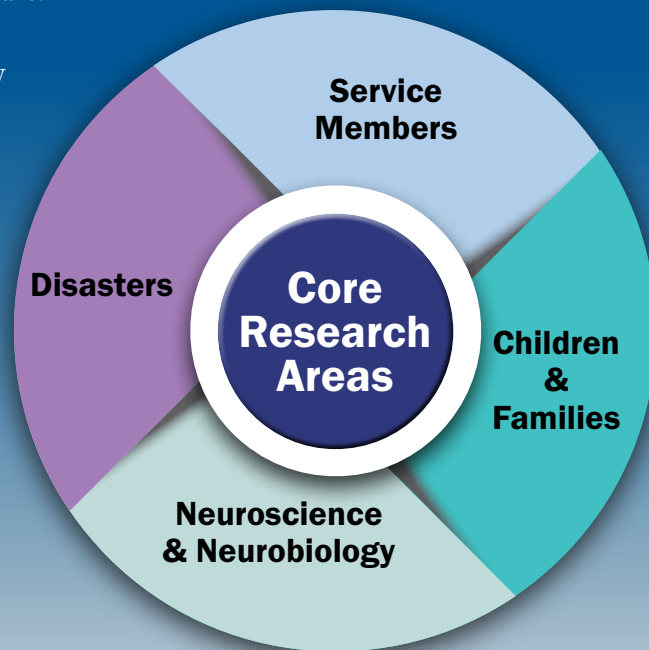 Service
Members
Disasters
Core
Research
Areas
Children
&
Families
Neuroscience
& Neurobiology